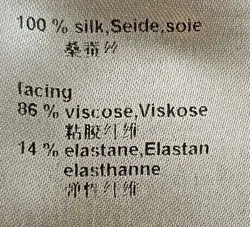 100 % silk,Seide,soie
桑蚕丝
facing
86 % viscose,Viskose
粘胶纤维
14 % elastane,Elastan
elasthanne
弹性纤维